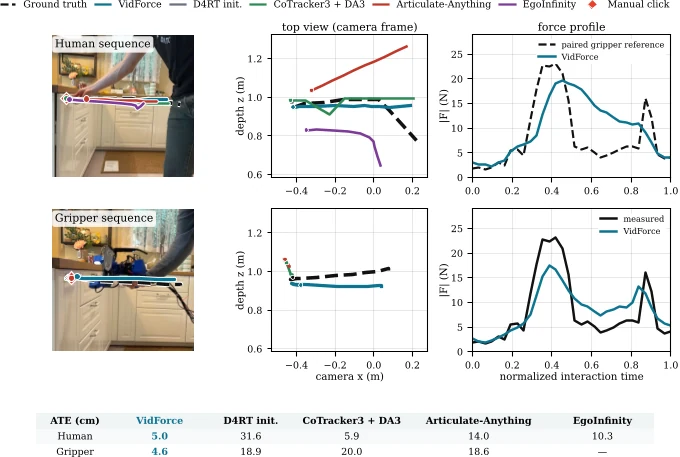 Ground truth VidForce D4RT init. CoTracker3 + DA3 Articulate-Anything EgoInfinity Manual click
top view (camera frame)
force profile
Human sequence
depth z (m)
1.2
1.0
0.8
0.6
−0.4 −0.2 0.0 0.2
|F| (N)
25
20
15
10
5
0
paired gripper reference
VidForce
0.0 0.2 0.4 0.6 0.8 1.0
Gripper sequence
depth z (m)
1.2
1.0
0.8
0.6
−0.4 −0.2 0.0 0.2
camera x (m)
|F| (N)
25
20
15
10
5
0
measured
VidForce
0.0 0.2 0.4 0.6 0.8 1.0
normalized interaction time
ATE (cm) VidForce D4RT init. CoTracker3 + DA3 Articulate-Anything EgoInfinity
Human 5.0 31.6 5.9 14.0 10.3
Gripper 4.6 18.9 20.0 18.6 —